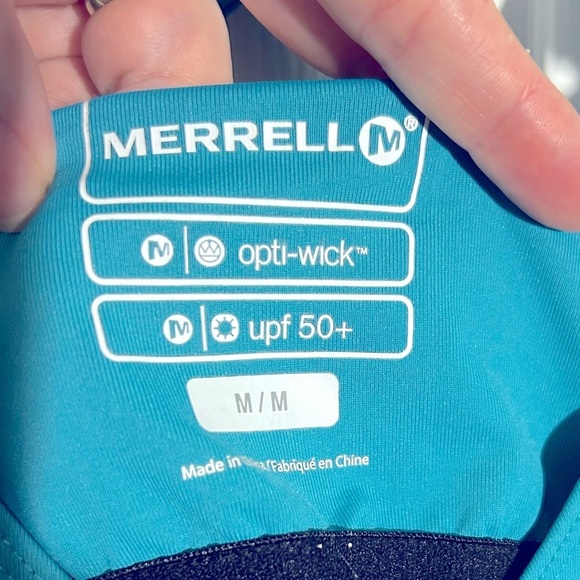 MERRELL M®
M opti-wick™
M upf 50+
M / M
Made in /Fabriqué en Chine